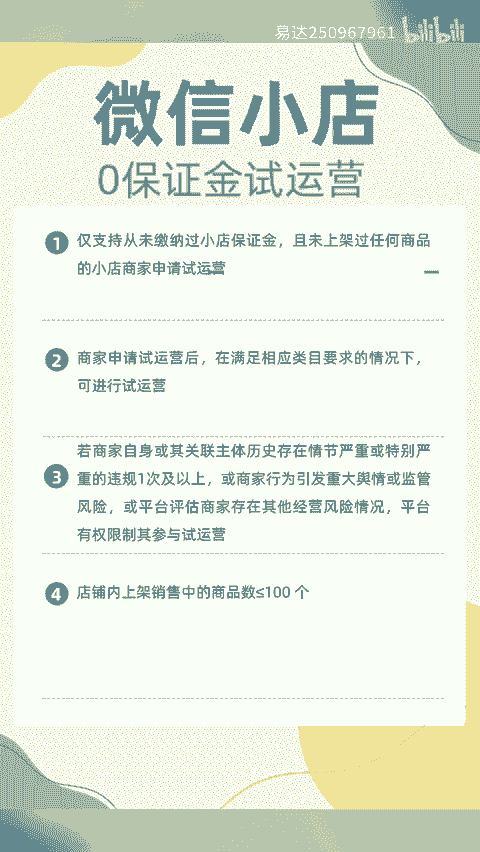 易达250967961 bilibili
微信小店
0保证金试运营
1 仅支持从未缴纳过小店保证金，且未上架过任何商品
的小店商家申请试运营
2 商家申请试运营后，在满足相应类目要求的情况下，
可进行试运营
若商家自身或其关联主体历史存在情节严重或特别严
3 重的违规1次及以上，或商家行为引发重大舆情或监管
风险，或平台评估商家存在其他经营风险情况，平台
有权限制其参与试运营
4 店铺内上架销售中的商品数≤100 个